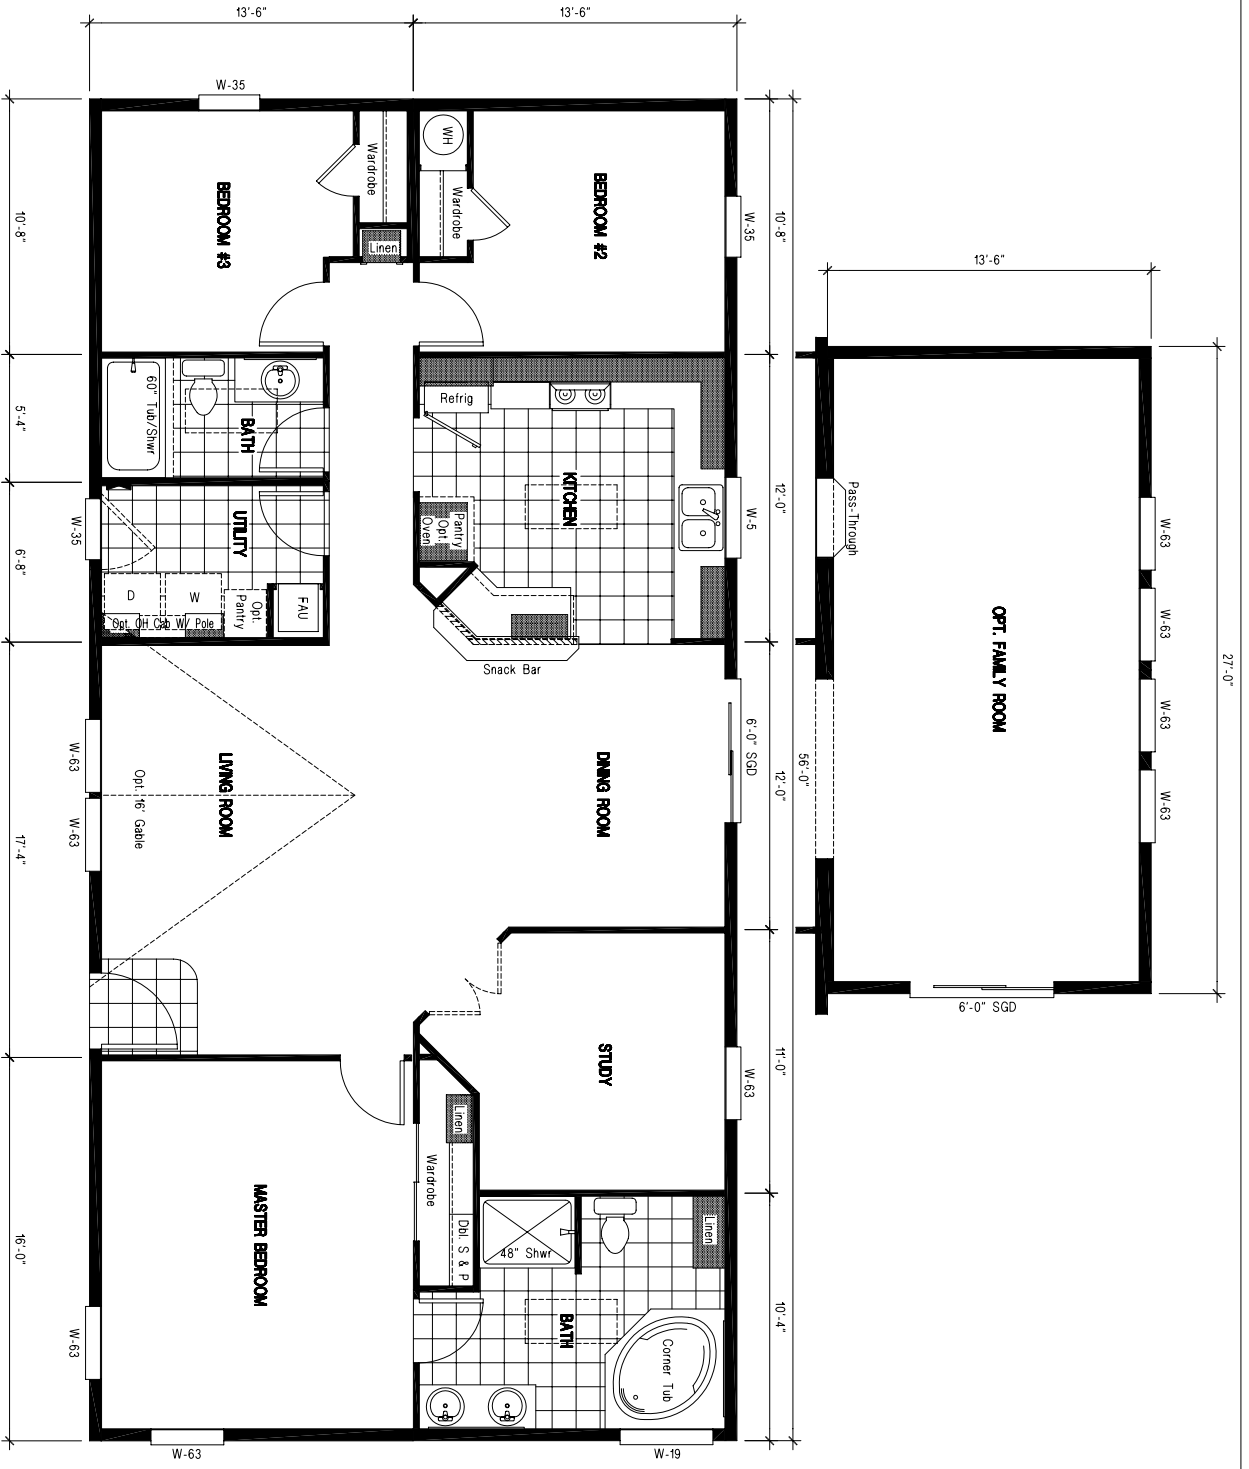 13'-6"
13'-6"
W-35
WH
Wardrobe
Wardrobe
BEDROOM #3
BEDROOM #2
Linen
W-35
10'-8"
10'-8"
13'-6"
60" Tub/Shwr
BATH
5'-4"
Refrig
KITCHEN
12'-0"
W-5
Pass-Through
W-63
UTILITY
W-35
6'-8"
Pantry
Opt.
Oven
D
W
Opt.
Pantry
FAU
Opt. OH Cab W/ Pole
Snack Bar
W-63
OPT. FAMILY ROOM
27'-0"
W-63
W-63
6'-0" SGD
56'-0"
12'-0"
DINING ROOM
LIVING ROOM
Opt. 16' Gable
W-63
W-63
17'-4"
6'-0" SGD
STUDY
11'-0"
W-63
Linen
Wardrobe
Dbl. S & P
MASTER BEDROOM
16'-0"
48" Shwr
Linen
BATH
Corner Tub
10'-4"
W-63
W-63
W-19